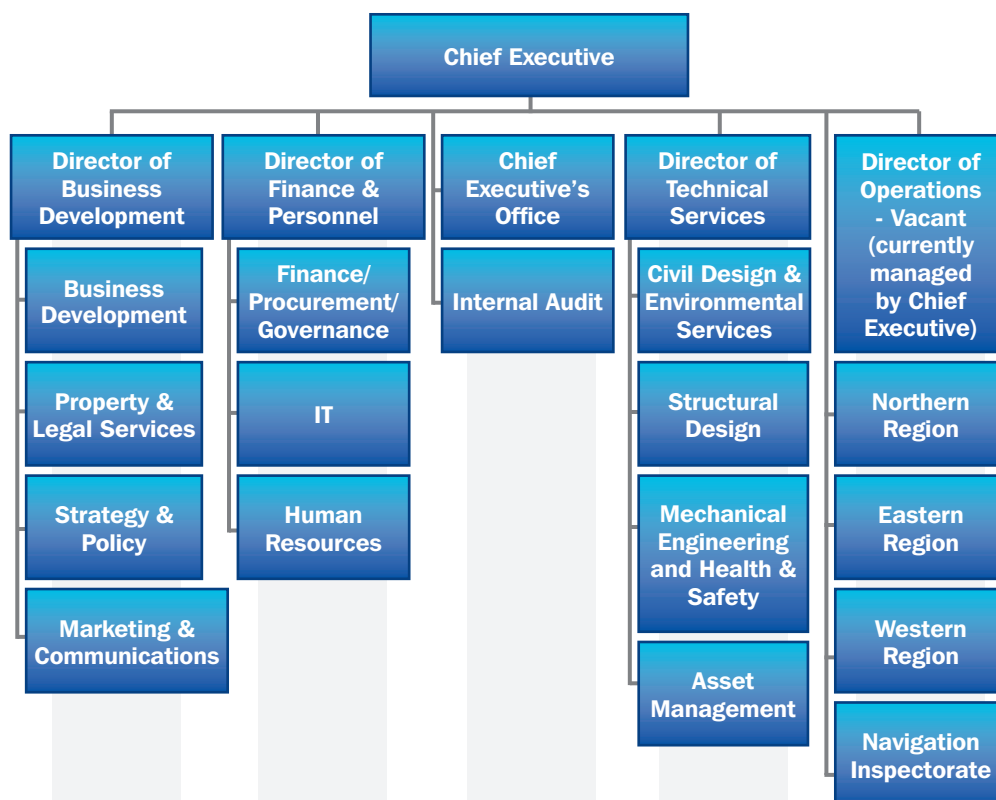 Chief Executive
Director of
Business
Development
Business
Development
Property &
Legal Services
Strategy &
Policy
Marketing &
Communications
Director of
Finance &
Personnel
Finance/
Procurement/
Governance
IT
Human
Resources
Chief
Executive's
Office
Internal Audit
Director of
Technical
Services
Civil Design &
Environmental
Services
Structural
Design
Mechanical
Engineering
and Health &
Safety
Asset
Management
Director of
Operations
- Vacant
(currently
managed
by Chief
Executive)
Northern
Region
Eastern
Region
Western
Region
Navigation
Inspectorate